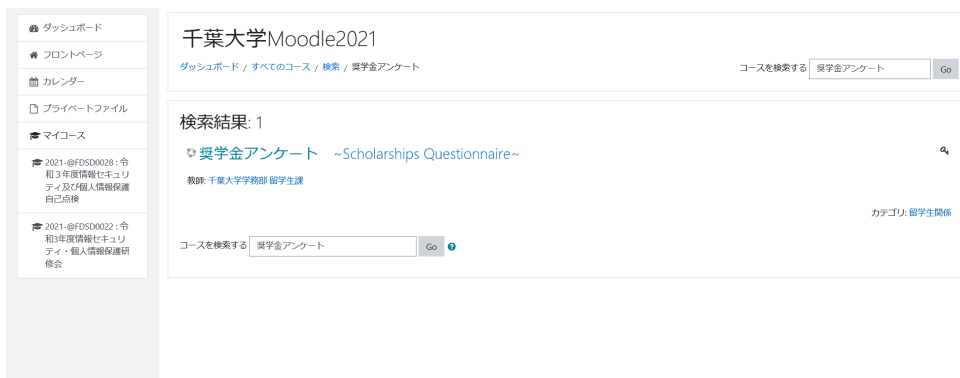 ダッシュボード
フロントページ
カレンダー
プライベートファイル
マイコース
2021-@FDSD0028 : 令
和３年度情報セキュリ
ティ及び個人情報保護
自己点検
2021-@FDSD0022 : 令
和3年度情報セキュリ
ティ・個人情報保護研
修会
千葉大学Moodle2021
ダッシュボード / すべてのコース / 検索 / 奨学金アンケート
コースを検索する 奨学金アンケート Go
検索結果: 1
奨学金アンケート ~Scholarships Questionnaire~
教師: 千葉大学学務部 留学生課
カテゴリ: 留学生関係
コースを検索する 奨学金アンケート Go